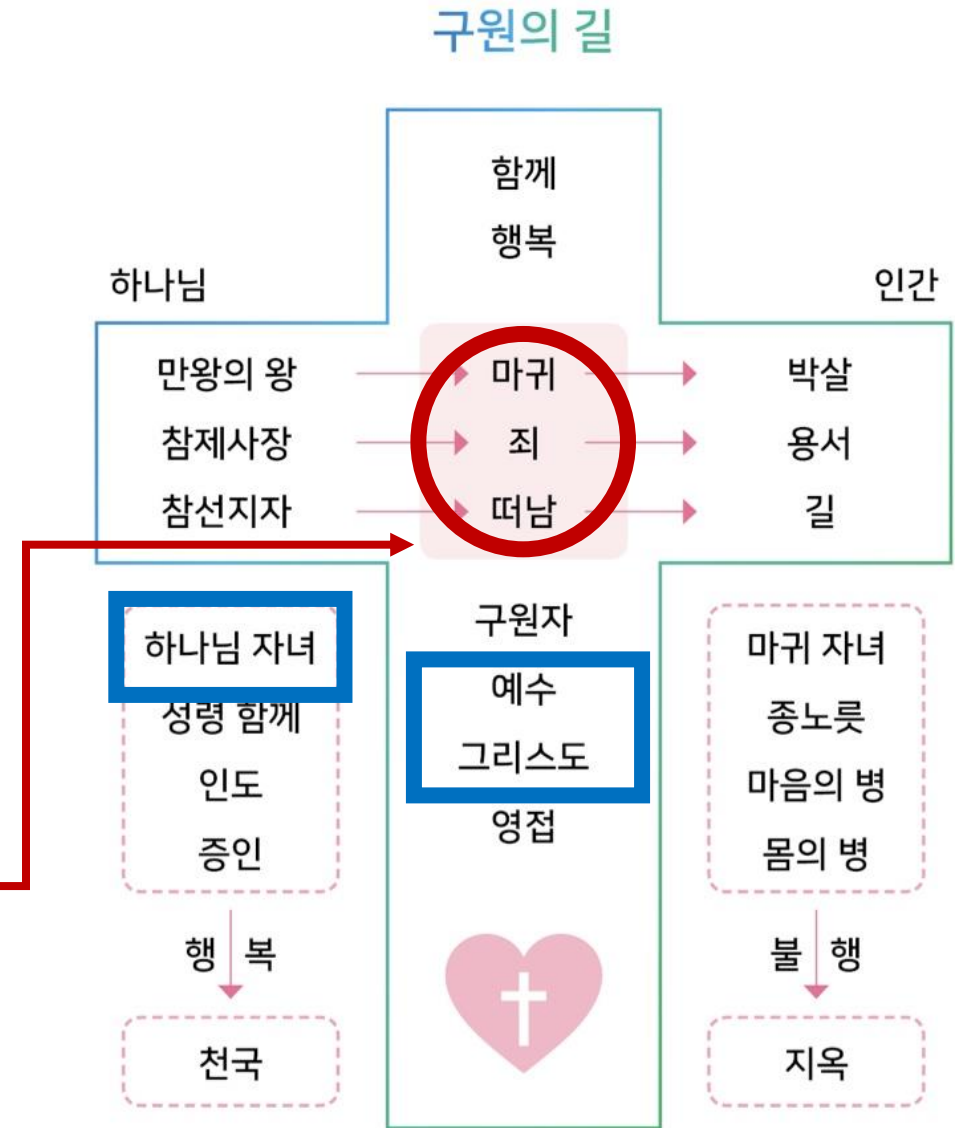 구원의 길
함께
행복
하나님
인간
만왕의 왕 마귀 박살
참제사장 죄 용서
참선지자 떠남 길
하나님 자녀
성령 함께
인도
증인
행 복
천국
구원자
예수
그리스도
영접
마귀 자녀
종노릇
마음의 병
몸의 병
불 행
지옥